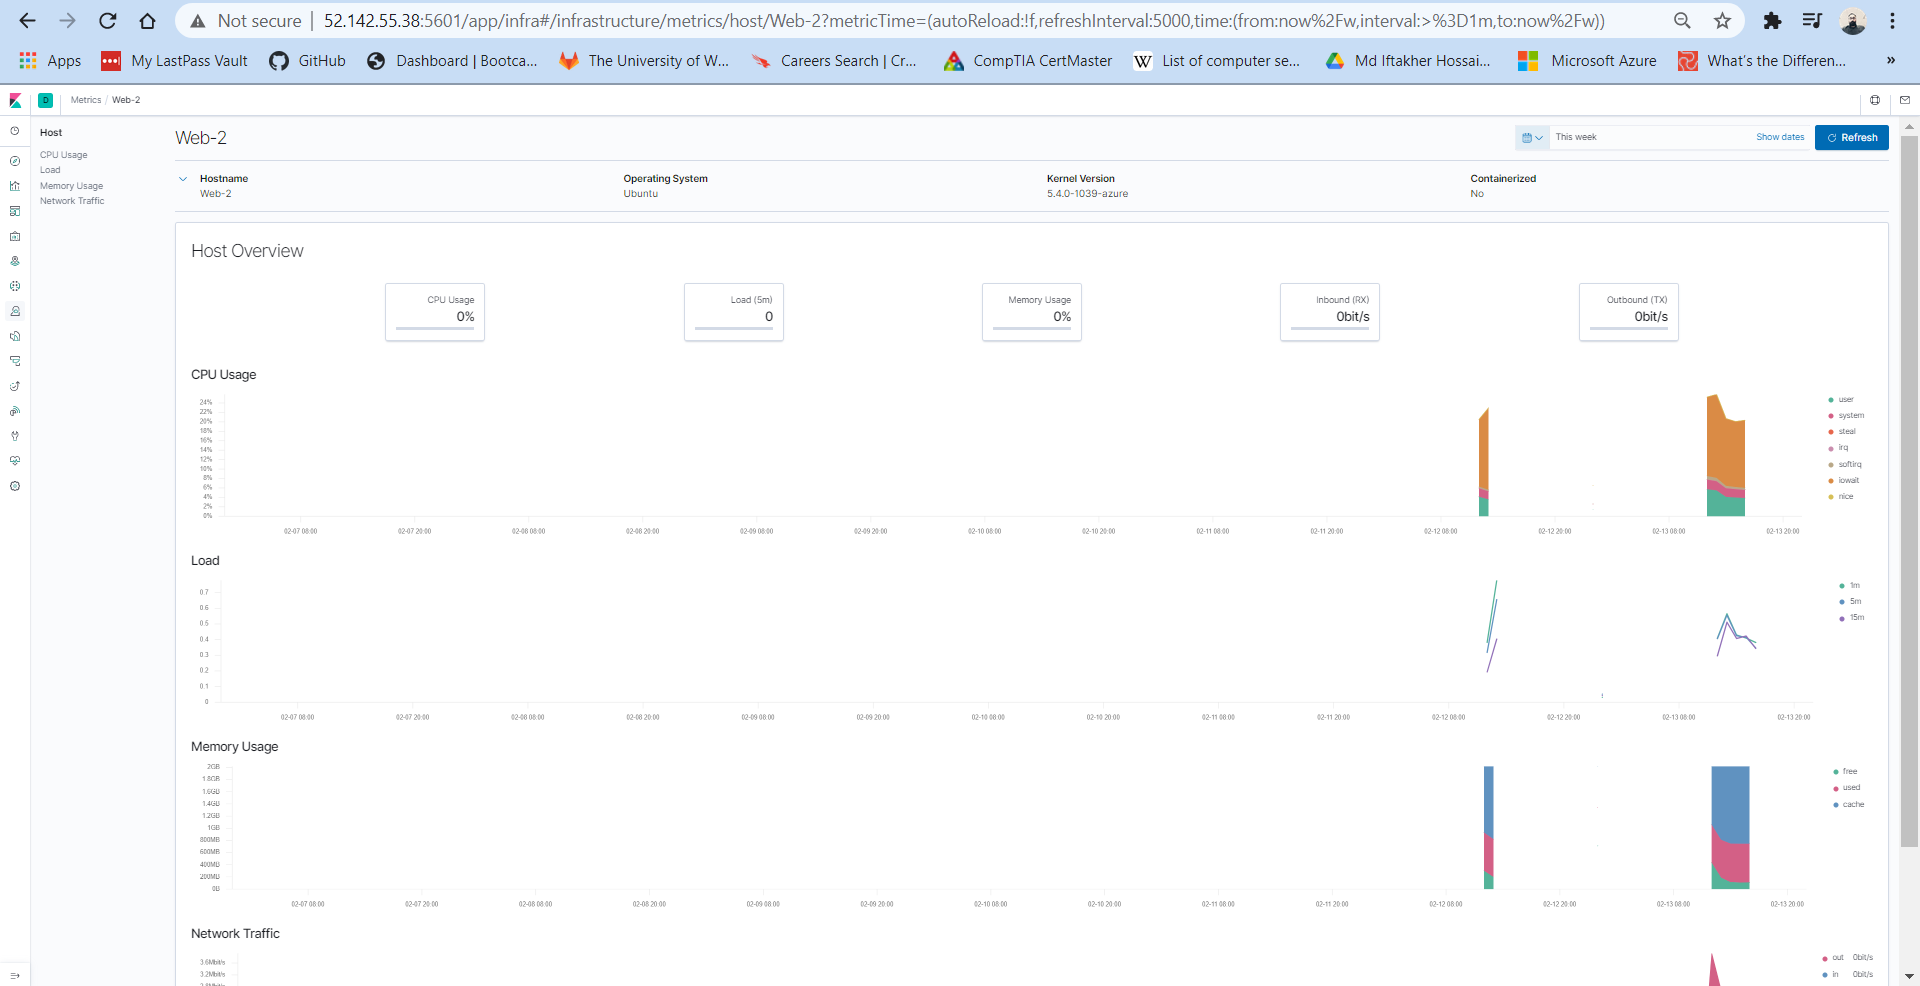 Not secure | 52.142.55.38:5601/app/infra#/infrastructure/metrics/host/Web-2?metricTime=(autoReload:!f,refreshInterval:5000,time:(from:now%2Fw,interval:>%3D1m,to:now%2Fw))
Apps My LastPass Vault GitHub Dashboard | Bootca... The University of W... Careers Search | Cr... CompTIA CertMaster List of computer se... Md Iftakher Hossai... Microsoft Azure What's the Differen... »
D Metrics / Web-2
Host
CPU Usage
Load
Memory Usage
Network Traffic
Web-2
This week Show dates Refresh
Hostname Operating System Kernel Version Containerized
Web-2 Ubuntu 5.4.0-1039-azure No
Host Overview
CPU Usage Load (5m) Memory Usage Inbound (RX) Outbound (TX)
0% 0 0% 0bit/s 0bit/s
CPU Usage
24%
22%
20%
18%
16%
14%
12%
10%
8%
6%
4%
2%
0%
02-07 08:00 02-07 20:00 02-08 08:00 02-08 20:00 02-09 08:00 02-09 20:00 02-10 08:00 02-10 20:00 02-11 08:00 02-11 20:00 02-12 08:00 02-12 20:00 02-13 08:00 02-13 20:00
user
system
steal
irq
softirq
iowait
nice
Load
0.7
0.6
0.5
0.4
0.3
0.2
0.1
0
02-07 08:00 02-07 20:00 02-08 08:00 02-08 20:00 02-09 08:00 02-09 20:00 02-10 08:00 02-10 20:00 02-11 08:00 02-11 20:00 02-12 08:00 02-12 20:00 02-13 08:00 02-13 20:00
1m
5m
15m
Memory Usage
2GB
1.8GB
1.6GB
1.4GB
1.2GB
1GB
800MB
600MB
400MB
200MB
0B
02-07 08:00 02-07 20:00 02-08 08:00 02-08 20:00 02-09 08:00 02-09 20:00 02-10 08:00 02-10 20:00 02-11 08:00 02-11 20:00 02-12 08:00 02-12 20:00 02-13 08:00 02-13 20:00
free
used
cache
Network Traffic
3.6Mbit/s
3.2Mbit/s
out 0bit/s
in 0bit/s